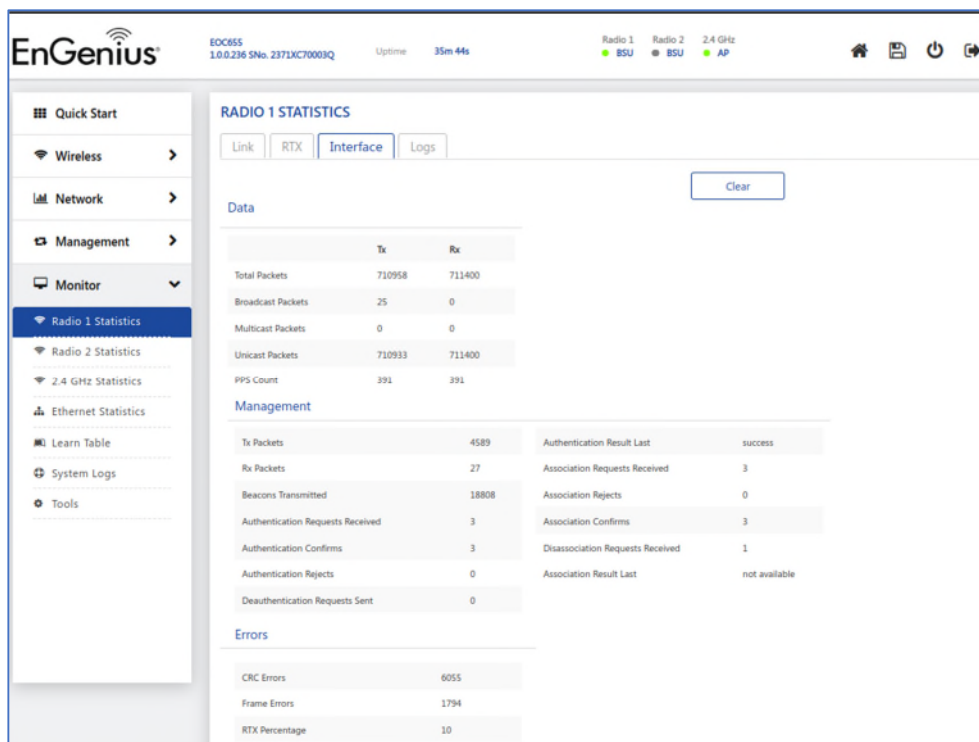 EnGenius
EOC655
1.0.0.236 SNo. 2371XC70003Q
Uptime 35m 44s
Radio 1 Radio 2 2.4 GHz
BSU BSU AP
Quick Start
Wireless
Network
Management
Monitor
Radio 1 Statistics
Radio 2 Statistics
2.4 GHz Statistics
Ethernet Statistics
Learn Table
System Logs
Tools
RADIO 1 STATISTICS
Link RTX Interface Logs
Clear
Data
Tx Rx
Total Packets 710958 711400
Broadcast Packets 25 0
Multicast Packets 0 0
Unicast Packets 710933 711400
PPS Count 391 391
Management
Tx Packets 4589 Authentication Result Last success
Rx Packets 27 Association Requests Received 3
Beacons Transmitted 18808 Association Rejects 0
Authentication Requests Received 3 Association Confirms 3
Authentication Confirms 3 Disassociation Requests Received 1
Authentication Rejects 0 Association Result Last not available
Deauthentication Requests Sent 0
Errors
CRC Errors 6055
Frame Errors 1794
RTX Percentage 10